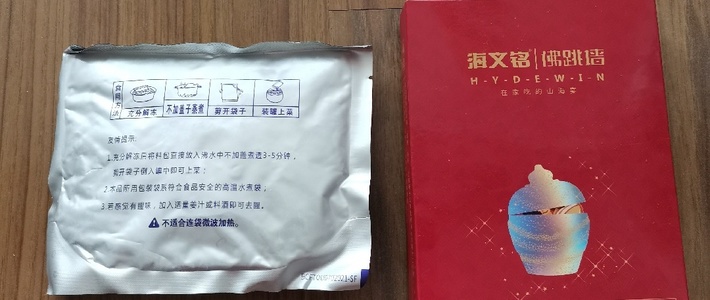 食用方法
充分解冻
不加盖子蒸煮
剪开袋子
装罐上菜
友情提示:
1.充分解冻后将料包直接放入沸水中不加盖煮透3-5分钟,
剪开袋子倒入罐中即可上菜;
2.本品所用包装袋系符合食品安全的高温水煮袋,
3.若感觉有腥味,加入适量姜汁或料酒即可去腥。
不适合连袋微波加热。
海文铭 佛跳墙
H-Y-D-E-W-I-N
在家吃的山海宴